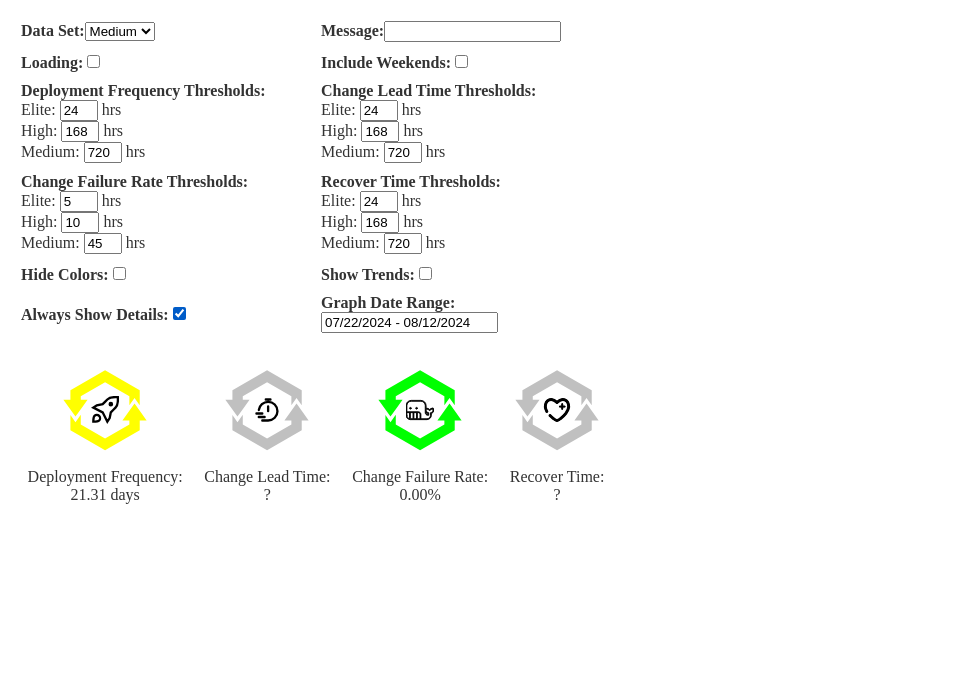 Data Set: Medium
Message:
Loading:
Include Weekends:
Deployment Frequency Thresholds:
Elite: 24 hrs
High: 168 hrs
Medium: 720 hrs
Change Lead Time Thresholds:
Elite: 24 hrs
High: 168 hrs
Medium: 720 hrs
Change Failure Rate Thresholds:
Elite: 5 hrs
High: 10 hrs
Medium: 45 hrs
Recover Time Thresholds:
Elite: 24 hrs
High: 168 hrs
Medium: 720 hrs
Hide Colors:
Show Trends:
Always Show Details:
Graph Date Range:
07/22/2024 - 08/12/2024
Deployment Frequency:
21.31 days
Change Lead Time:
?
Change Failure Rate:
0.00%
Recover Time:
?